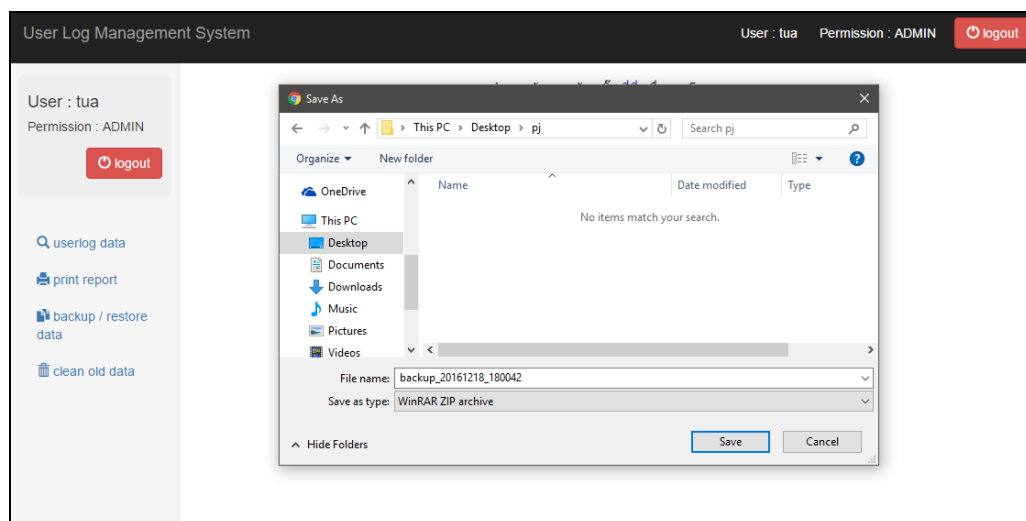 User Log Management System
User : tua Permission : ADMIN logout
User : tua
Permission : ADMIN
logout
userlog data
print report
backup / restore
data
clean old data
Save As
This PC > Desktop > pj
Search pj
Organize New folder
Name Date modified Type
No items match your search.
OneDrive
This PC
Desktop
Documents
Downloads
Music
Pictures
Videos
File name: backup_20161218_180042
Save as type: WinRAR ZIP archive
Hide Folders
Save Cancel